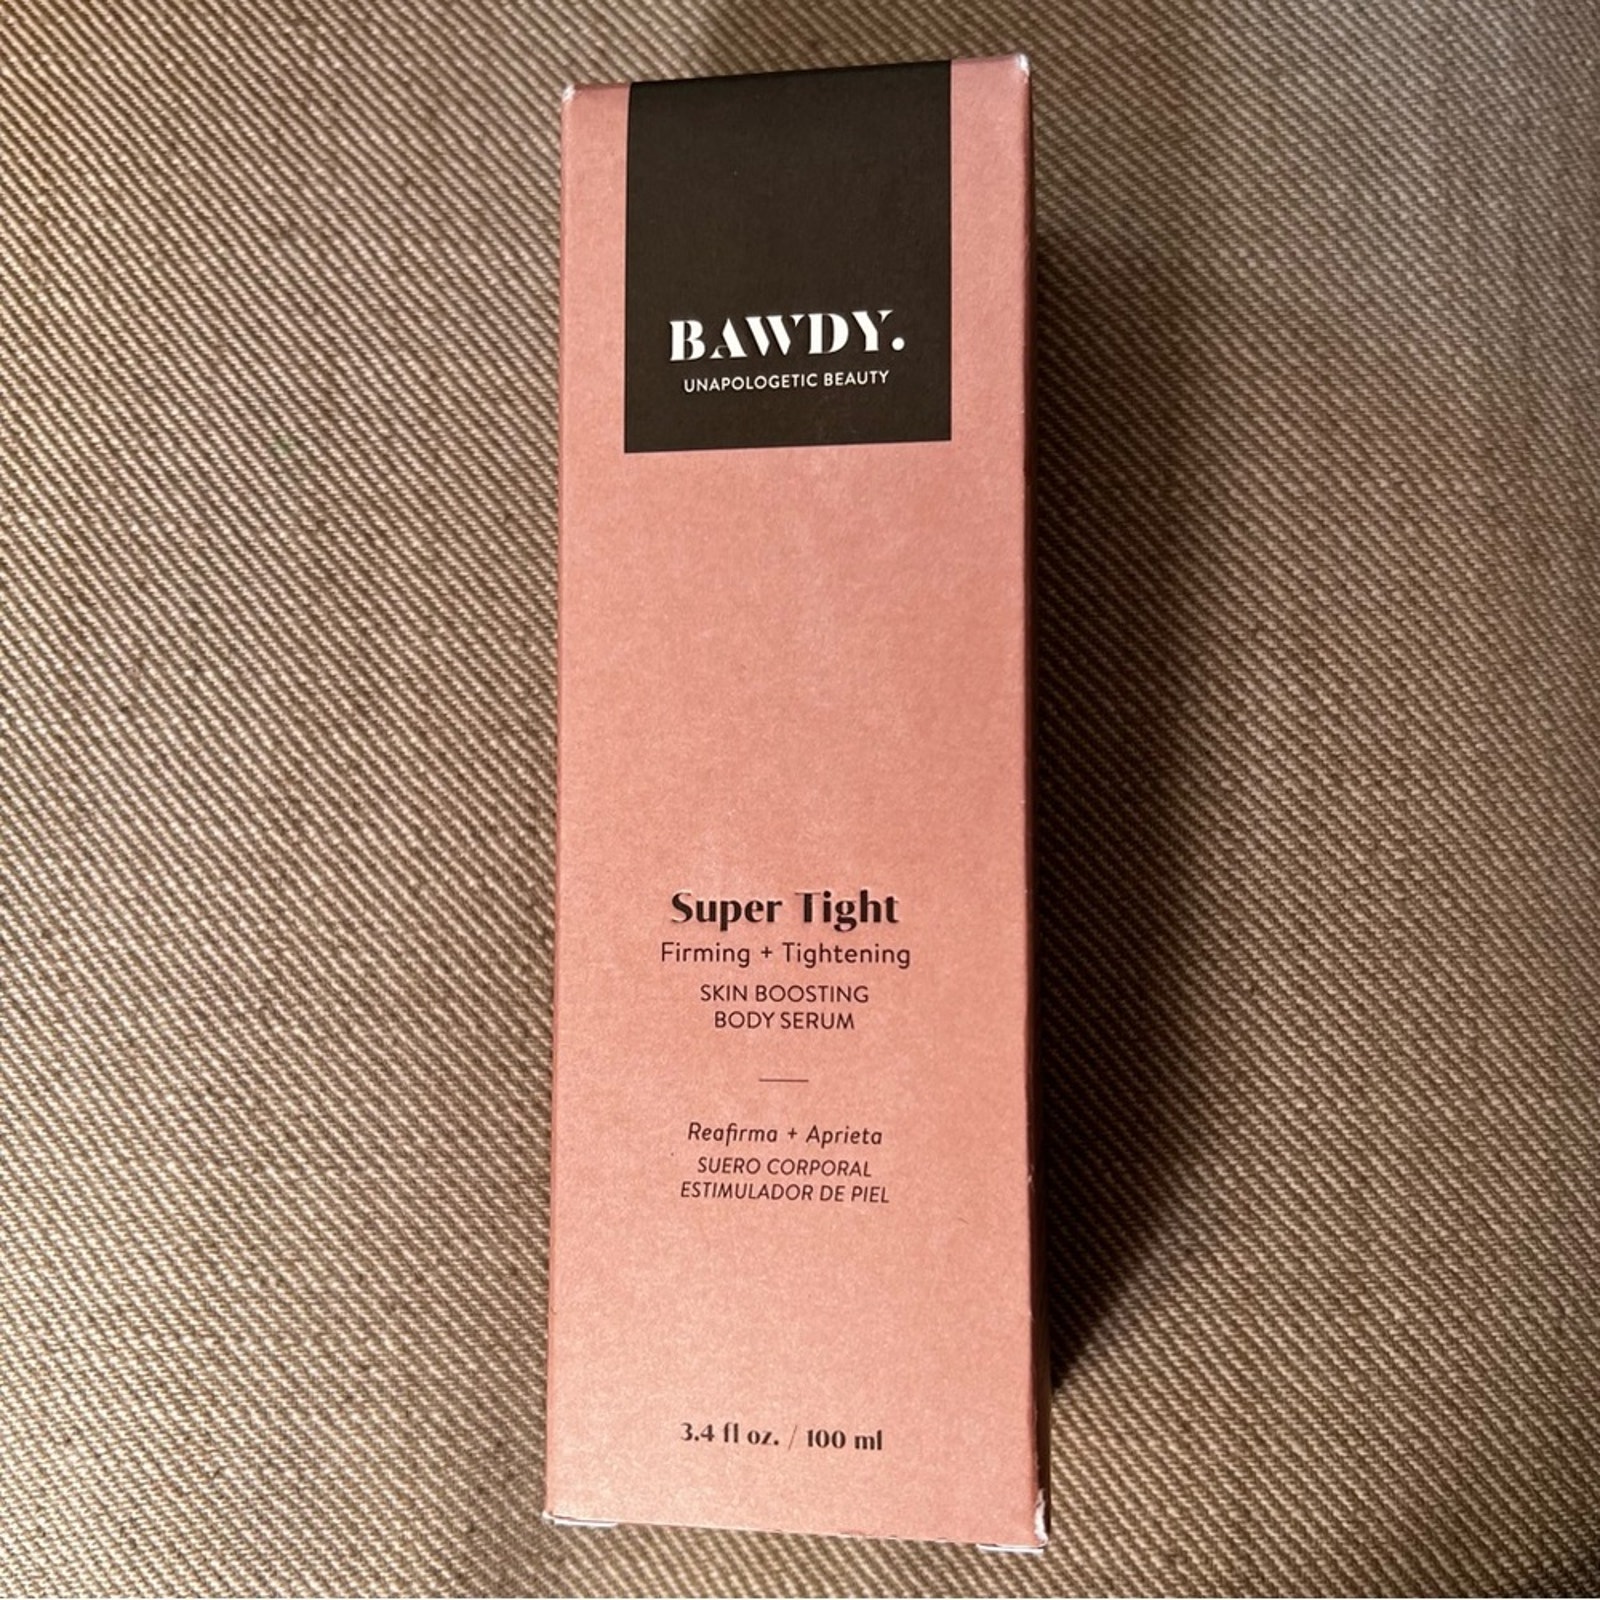 BAWDY.
UNAPOLOGETIC BEAUTY
Super Tight
Firming + Tightening
SKIN BOOSTING
BODY SERUM
Reafirma + Aprieta
SUERO CORPORAL
ESTIMULADOR DE PIEL
3.4 fl oz. / 100 ml